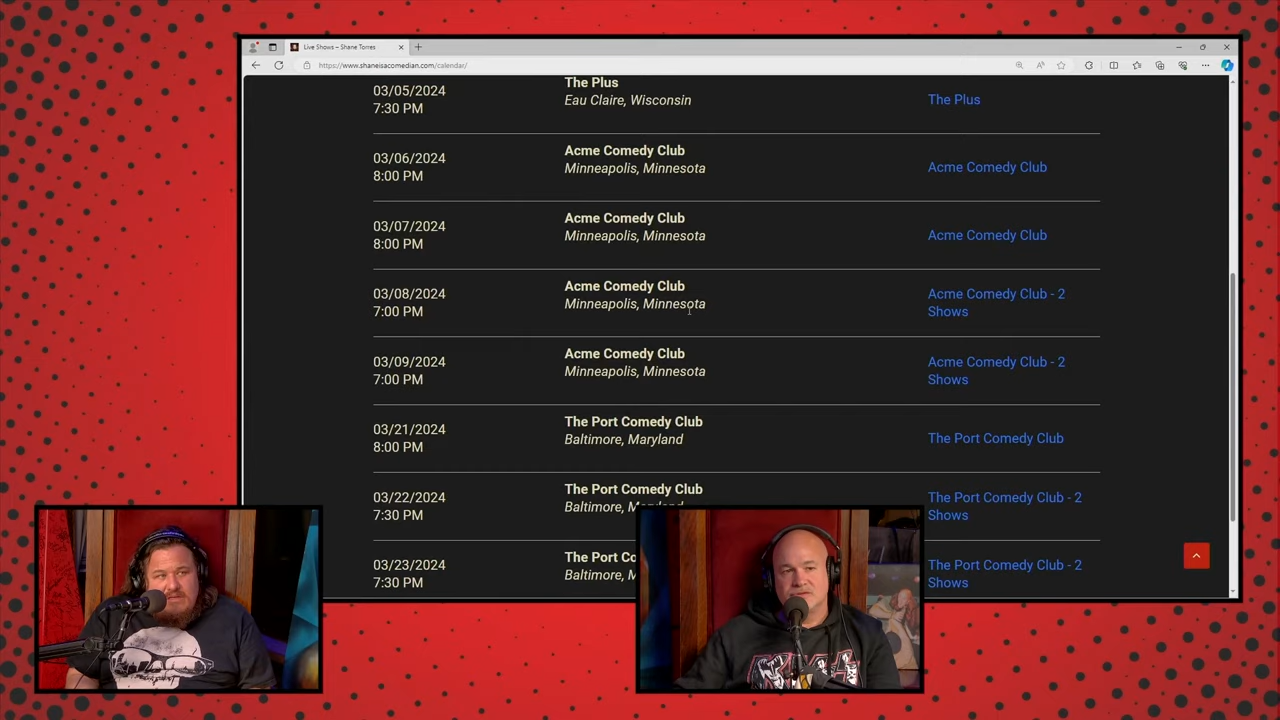 Live Shows – Shane Torres
https://www.shaneisacomedian.com/calendar/
03/05/2024
7:30 PM
The Plus
Eau Claire, Wisconsin
The Plus
03/06/2024
8:00 PM
Acme Comedy Club
Minneapolis, Minnesota
Acme Comedy Club
03/07/2024
8:00 PM
Acme Comedy Club
Minneapolis, Minnesota
Acme Comedy Club
03/08/2024
7:00 PM
Acme Comedy Club
Minneapolis, Minnesota
Acme Comedy Club - 2
Shows
03/09/2024
7:00 PM
Acme Comedy Club
Minneapolis, Minnesota
Acme Comedy Club - 2
Shows
03/21/2024
8:00 PM
The Port Comedy Club
Baltimore, Maryland
The Port Comedy Club
03/22/2024
7:30 PM
The Port Comedy Club
Baltimore,
The Port Comedy Club - 2
Shows
03/23/2024
7:30 PM
The Port Co
Baltimore, M
The Port Comedy Club - 2
Shows